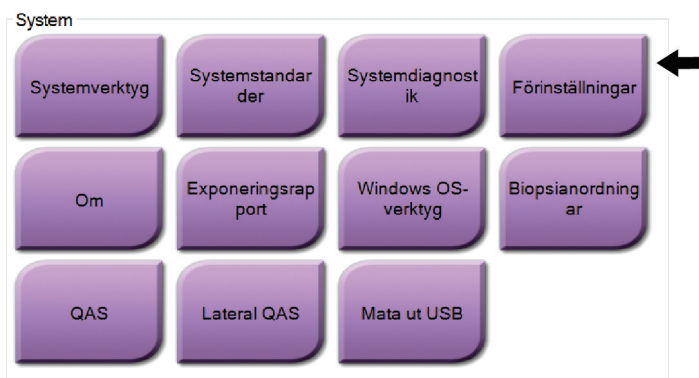 System
Systemverktyg
Systemstandar
der
Systemdiagnost
ik
Förinställningar
Om
Exponeringsrap
port
Windows OS-
verktyg
Biopsianordning
ar
QAS
Lateral QAS
Mata ut USB